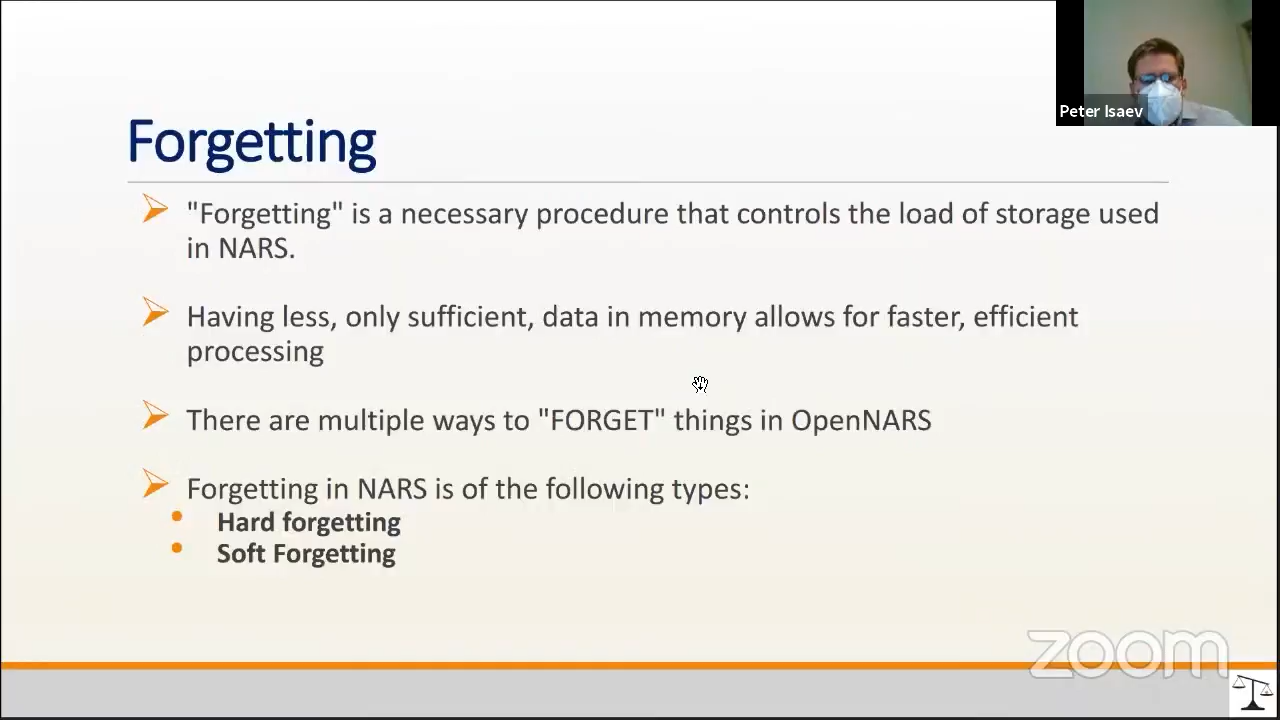 Peter Isaev
Forgetting
"Forgetting" is a necessary procedure that controls the load of storage used
in NARS.
Having less, only sufficient, data in memory allows for faster, efficient
processing
There are multiple ways to "FORGET" things in OpenNARS
Forgetting in NARS is of the following types:
Hard forgetting
Soft Forgetting
zoom